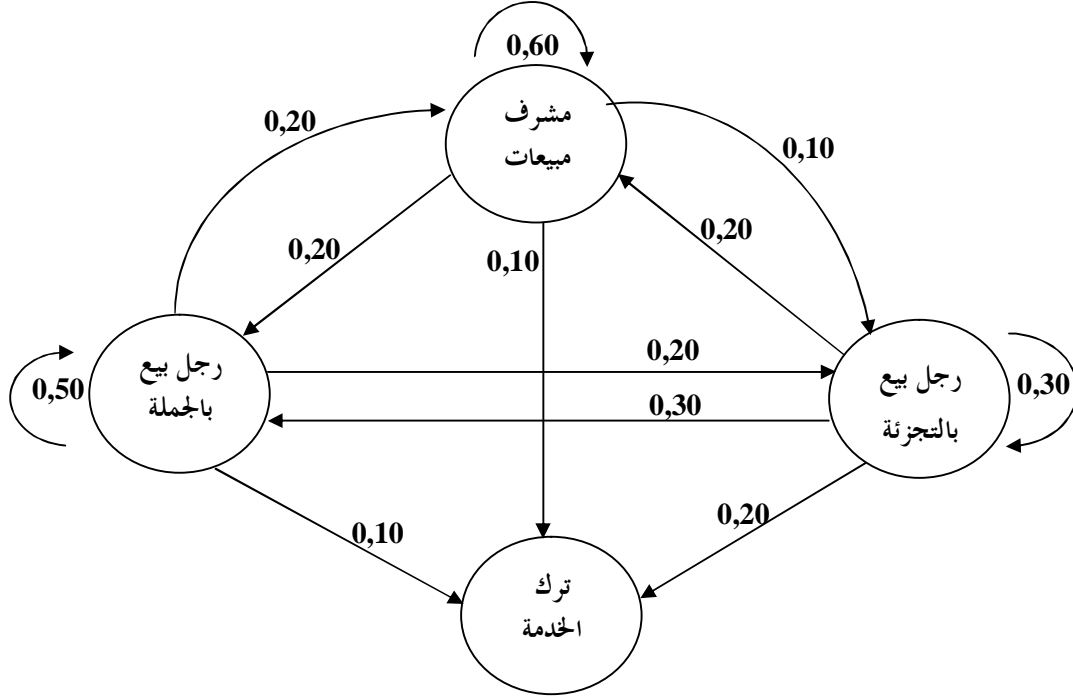 0,60
مشرف
مبيعات
0,20
0,10
0,20
0,10
0,20
رجل بيع
بالجملة
0,50
0,20
0,30
رجل بيع
بالتجزئة
0,30
0,10
0,20
ترك
الخدمة